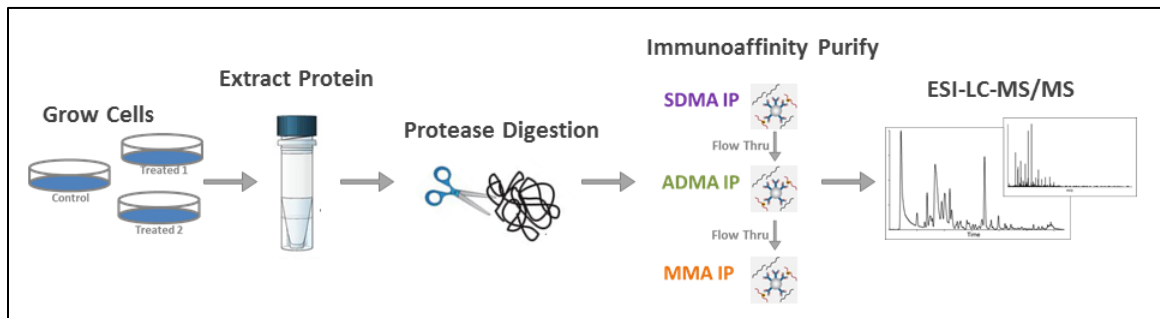 Grow Cells
Control
Treated 1
Treated 2
Extract Protein
Protease Digestion
Immunoaffinity Purify
SDMA IP
Flow Thru
ADMA IP
Flow Thru
MMA IP
ESI-LC-MS/MS
Time